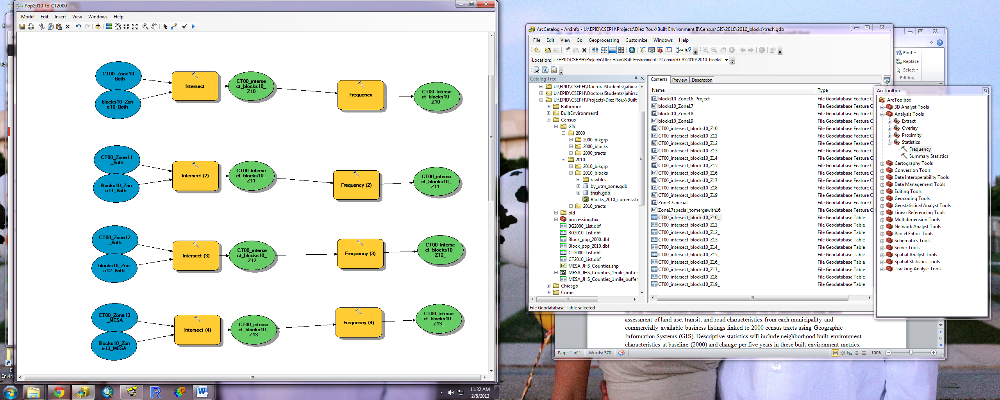 Pop2010_to_CT2000
Model Edit Insert View Windows Help
CT00_Zone10
_Both
blocks10_Zon
e10_Both
Intersect
CT00_interse
ct_blocks10_
Z10
Frequency
CT00_interse
ct_blocks10_
Z10_
CT00_Zone11
_Both
Blocks10_Zon
e11_Both
Intersect (2)
CT00_interse
ct_blocks10_
Z11
Frequency (2)
CT00_interse
ct_blocks10_
Z11_
CT00_Zone12
_Both
blocks10_Zon
e12_Both
Intersect (3)
CT00_interse
ct_blocks10_
Z12
Frequency (3)
CT00_interse
ct_blocks10_
Z12_
CT00_Zone13
_MESA
Blocks10_Zon
e13_MESA
Intersect (4)
CT00_interse
ct_blocks10_
Z13
Frequency (4)
CT00_interse
ct_blocks10_
Z13_
ArcCatalog - ArcInfo - U:\EPID\CSEPH\Projects\Diez Roux\Built Environment II\Census\GIS\2010\2010_blocks\trash.gdb
File Edit View Go Geoprocessing Customize Windows Help
Location: U:\EPID\CSEPH\Projects\Diez Roux\Built Environment II\Census\GIS\2010\2010_blocks'
Catalog Tree
U:\EPID\CSEPH\DoctoralStudents\jahirsc
U:\EPID\CSEPH\DoctoralStudents\jahirsc
U:\EPID\CSEPH\Projects\Diez Roux\Built
Baltimore
BuiltEnvironmentI
Census
GIS
2000
2000_blkgrp
2000_blocks
2000_tracts
2010
2010_blkgrp
2010_blocks
rawfiles
by_utm_zone.gdb
trash.gdb
Blocks_2010_current.sh
2010_tracts
old
processing.tbx
BG2000_List.dbf
BG2010_List.dbf
Block_pop_2000.dbf
Block_pop_2010.dbf
CT2000_List.dbf
CT2010_List.dbf
MESA_JHS_Counties.shp
MESA_JHS_Counties_1mile_buffer
MESA_JHS_Counties_1mile_buffer
Chicago
Crime
Contents Preview Description
Name Type
blocks10_Zone16_Project File Geodatabase Feature C
blocks10_Zone17 File Geodatabase Feature C
blocks10_Zone18 File Geodatabase Feature C
blocks10_Zone19 File Geodatabase Feature C
CT00_intersect_blocks10_Z10 File Geodatabase Feature C
CT00_intersect_blocks10_Z11 File Geodatabase Feature C
CT00_intersect_blocks10_Z12 File Geodatabase Feature C
CT00_intersect_blocks10_Z13 File Geodatabase Feature C
CT00_intersect_blocks10_Z14 File Geodatabase Feature C
CT00_intersect_blocks10_Z15 File Geodatabase Feature C
CT00_intersect_blocks10_Z16 File Geodatabase Feature C
CT00_intersect_blocks10_Z17 File Geodatabase Feature C
CT00_intersect_blocks10_Z18 File Geodatabase Feature C
CT00_intersect_blocks10_Z19 File Geodatabase Feature C
Zone17special File Geodatabase Feature C
Zone17special_tomergewith16 File Geodatabase Feature C
CT00_intersect_blocks10_Z10_ File Geodatabase Table
CT00_intersect_blocks10_Z11_ File Geodatabase Table
CT00_intersect_blocks10_Z12_ File Geodatabase Table
CT00_intersect_blocks10_Z13_ File Geodatabase Table
CT00_intersect_blocks10_Z14_ File Geodatabase Table
CT00_intersect_blocks10_Z15_ File Geodatabase Table
CT00_intersect_blocks10_Z16_ File Geodatabase Table
CT00_intersect_blocks10_Z17_ File Geodatabase Table
CT00_intersect_blocks10_Z18_ File Geodatabase Table
CT00_intersect_blocks10_Z19_ File Geodatabase Table
File Geodatabase Table selected
Find
Replace
Select
Editing
ArcToolbox
ArcToolbox
3D Analyst Tools
Analysis Tools
Extract
Overlay
Proximity
Statistics
Frequency
Summary Statistics
Cartography Tools
Conversion Tools
Data Interoperability Tools
Data Management Tools
Editing Tools
Geocoding Tools
Geostatistical Analyst Tools
Linear Referencing Tools
Multidimension Tools
Network Analyst Tools
Parcel Fabric Tools
Schematics Tools
Server Tools
Spatial Analyst Tools
Spatial Statistics Tools
Tracking Analyst Tools
assessment of land use, transit, and road characteristics from each municipality and
commercially available business listings linked to 2000 census tracts using Geographic
Information Systems (GIS). Descriptive statistics will include neighborhood built environment
characteristics at baseline (2000) and change per five years in these built environment metrics.
Page: 1 of 1 Words: 370 100%
Enviro
GeoDa
11:32 AM
2/8/2013